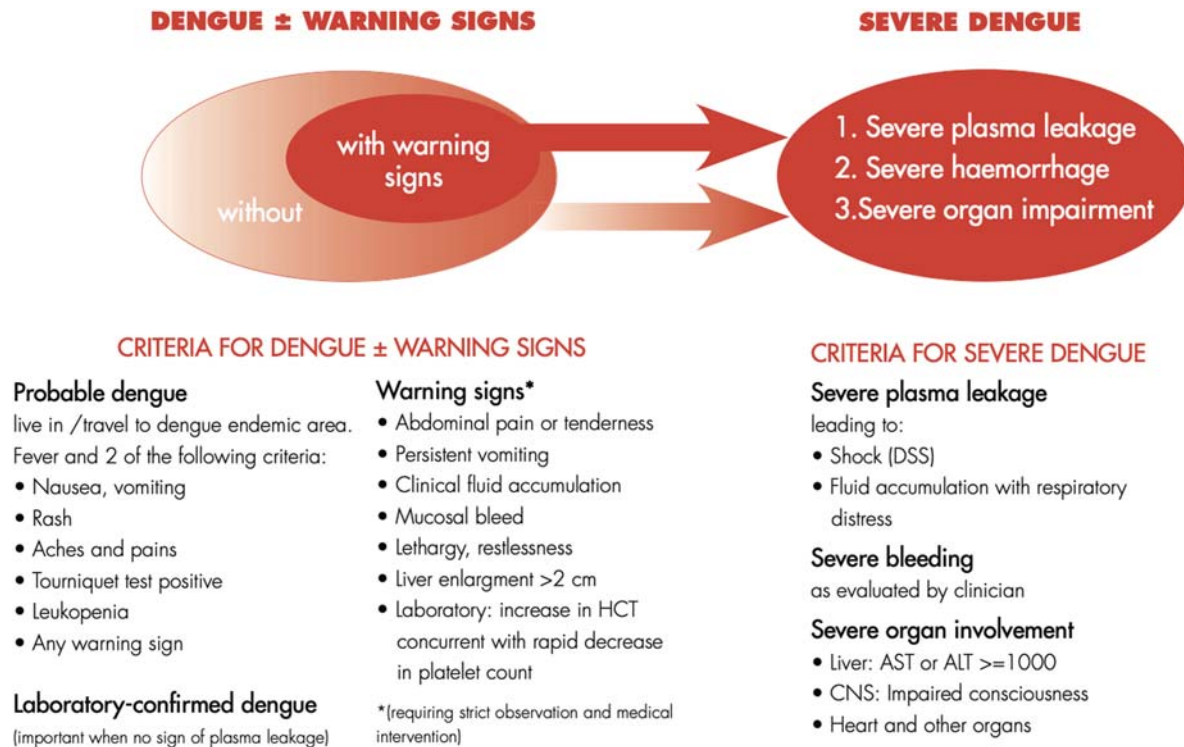 DENGUE ± WARNING SIGNS
SEVERE DENGUE
with warning
signs
without
1. Severe plasma leakage
2. Severe haemorrhage
3.Severe organ impairment
CRITERIA FOR DENGUE ± WARNING SIGNS
Probable dengue
live in /travel to dengue endemic area.
Fever and 2 of the following criteria:
• Nausea, vomiting
• Rash
• Aches and pains
• Tourniquet test positive
• Leukopenia
• Any warning sign
Laboratory-confirmed dengue
(important when no sign of plasma leakage)
Warning signs*
• Abdominal pain or tenderness
• Persistent vomiting
• Clinical fluid accumulation
• Mucosal bleed
• Lethargy, restlessness
• Liver enlargment >2 cm
• Laboratory: increase in HCT
concurrent with rapid decrease
in platelet count
*(requiring strict observation and medical
intervention)
CRITERIA FOR SEVERE DENGUE
Severe plasma leakage
leading to:
• Shock (DSS)
• Fluid accumulation with respiratory
distress
Severe bleeding
as evaluated by clinician
Severe organ involvement
• Liver: AST or ALT >=1000
• CNS: Impaired consciousness
• Heart and other organs